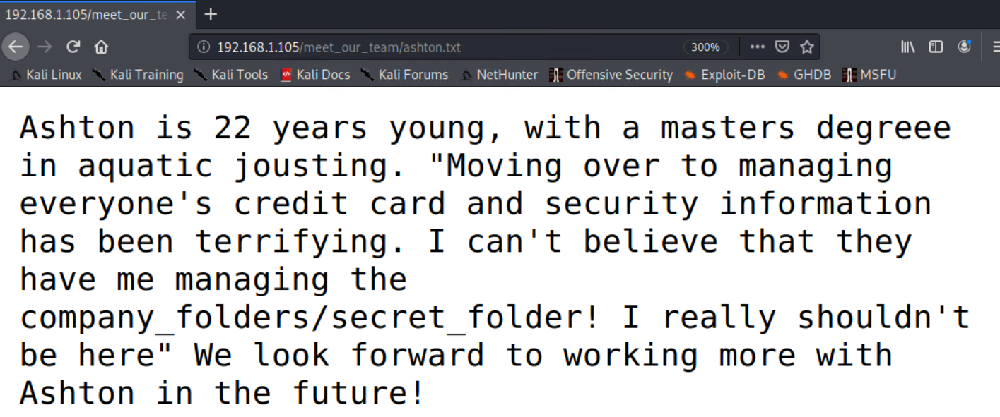 192.168.1.105/meet_our_te
192.168.1.105/meet_our_team/ashton.txt 300%
Kali Linux Kali Training Kali Tools Kali Docs Kali Forums NetHunter Offensive Security Exploit-DB GHDB MSFU
Ashton is 22 years young, with a masters degreee
in aquatic jousting. "Moving over to managing
everyone's credit card and security information
has been terrifying. I can't believe that they
have me managing the
company_folders/secret_folder! I really shouldn't
be here" We look forward to working more with
Ashton in the future!